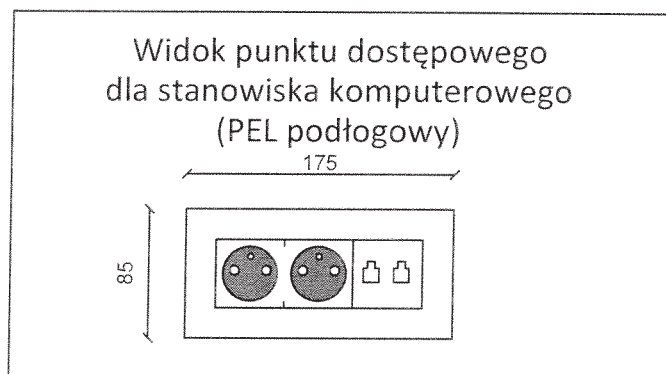 Widok punktu dostępowego
dla stanowiska komputerowego
(PEL podłogowy)
175
85